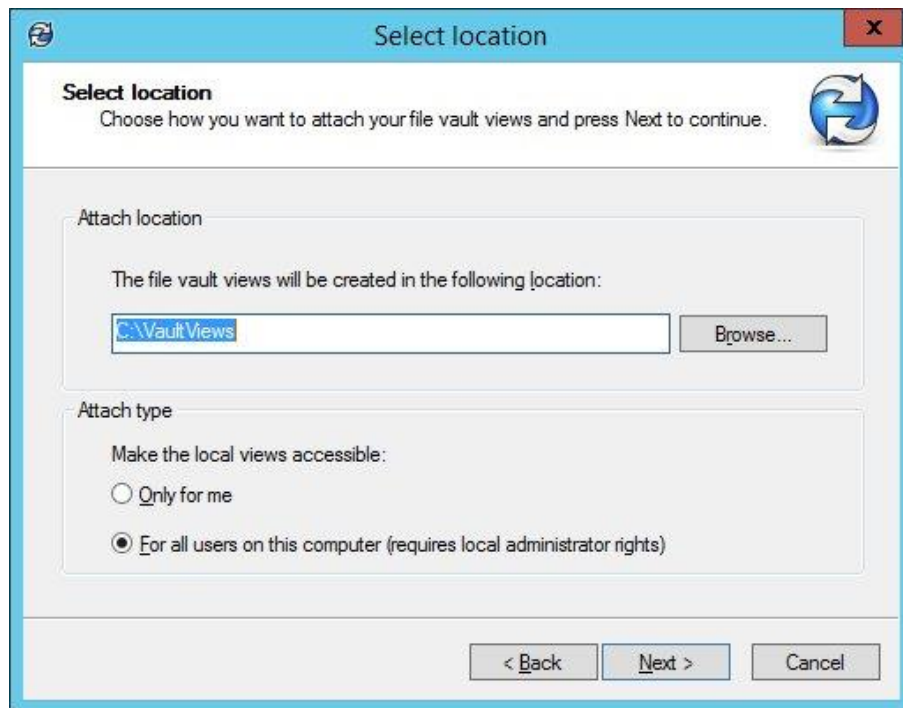 Select location
X
Select location
Choose how you want to attach your file vault views and press Next to continue.
Attach location
The file vault views will be created in the following location:
C:\VaultViews
Browse...
Attach type
Make the local views accessible:
Only for me
For all users on this computer (requires local administrator rights)
< Back
Next >
Cancel